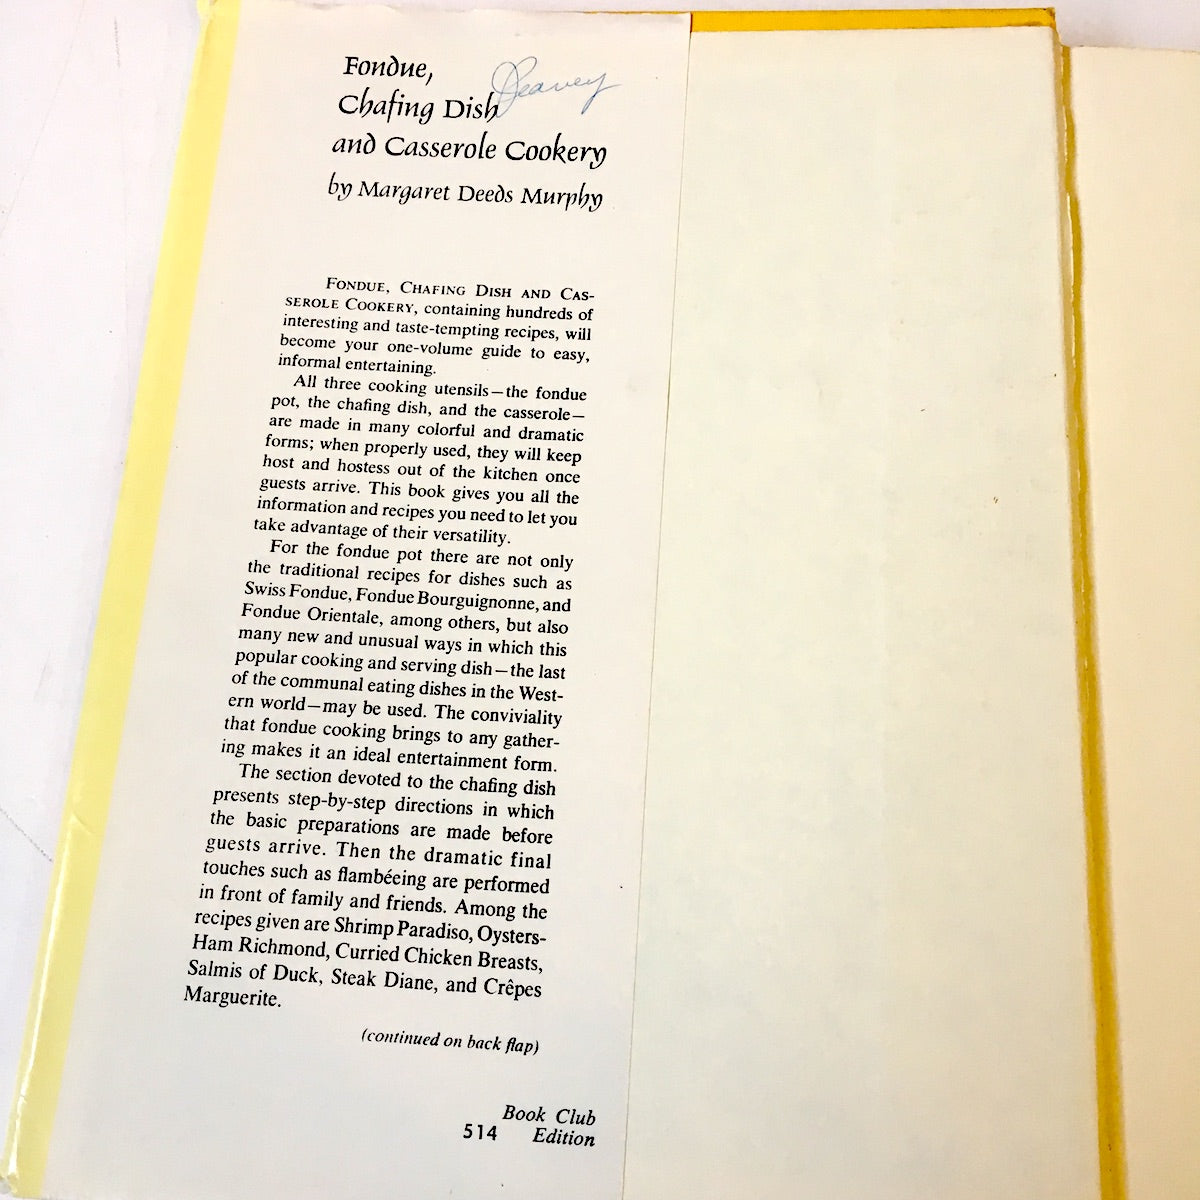 Fondue,
Chafing Dish
and Casserole Cookery
by Margaret Deeds Murphy
FONDUE, CHAFING DISH AND CAS-
SEROLE COOKERY, containing hundreds of
interesting and taste-tempting recipes, will
become your one-volume guide to easy,
informal entertaining.
All three cooking utensils—the fondue
pot, the chafing dish, and the casserole—
are made in many colorful and dramatic
forms; when properly used, they will keep
host and hostess out of the kitchen once
guests arrive. This book gives you all the
information and recipes you need to let you
take advantage of their versatility.
For the fondue pot there are not only
the traditional recipes for dishes such as
Swiss Fondue, Fondue Bourguignonne, and
Fondue Orientale, among others, but also
many new and unusual ways in which this
popular cooking and serving dish—the last
of the communal eating dishes in the West-
ern world—may be used. The conviviality
that fondue cooking brings to any gather-
ing makes it an ideal entertainment form.
The section devoted to the chafing dish
presents step-by-step directions in which
the basic preparations are made before
guests arrive. Then the dramatic final
touches such as flambéeing are performed
in front of family and friends. Among the
recipes given are Shrimp Paradiso, Oysters-
Ham Richmond, Curried Chicken Breasts,
Salmis of Duck, Steak Diane, and Crêpes
Marguerite.
(continued on back flap)
Book Club
514 Edition